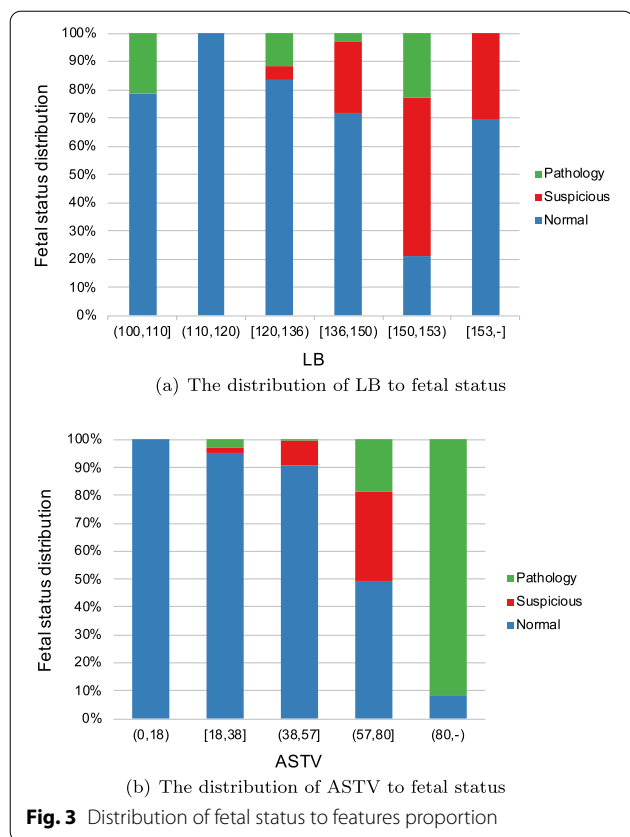 100%
90%
80%
70%
60%
50%
40%
30%
20%
10%
0%
Fetal status distribution
Pathology
Suspicious
Normal
(100,110] (110,120) [120,136) [136,150) [150,153) [153,-]
LB
(a) The distribution of LB to fetal status
100%
90%
80%
70%
60%
50%
40%
30%
20%
10%
0%
Fetal status distribution
Pathology
Suspicious
Normal
(0,18) [18,38] (38,57] (57,80] (80,-)
ASTV
(b) The distribution of ASTV to fetal status
Fig. 3 Distribution of fetal status to features proportion